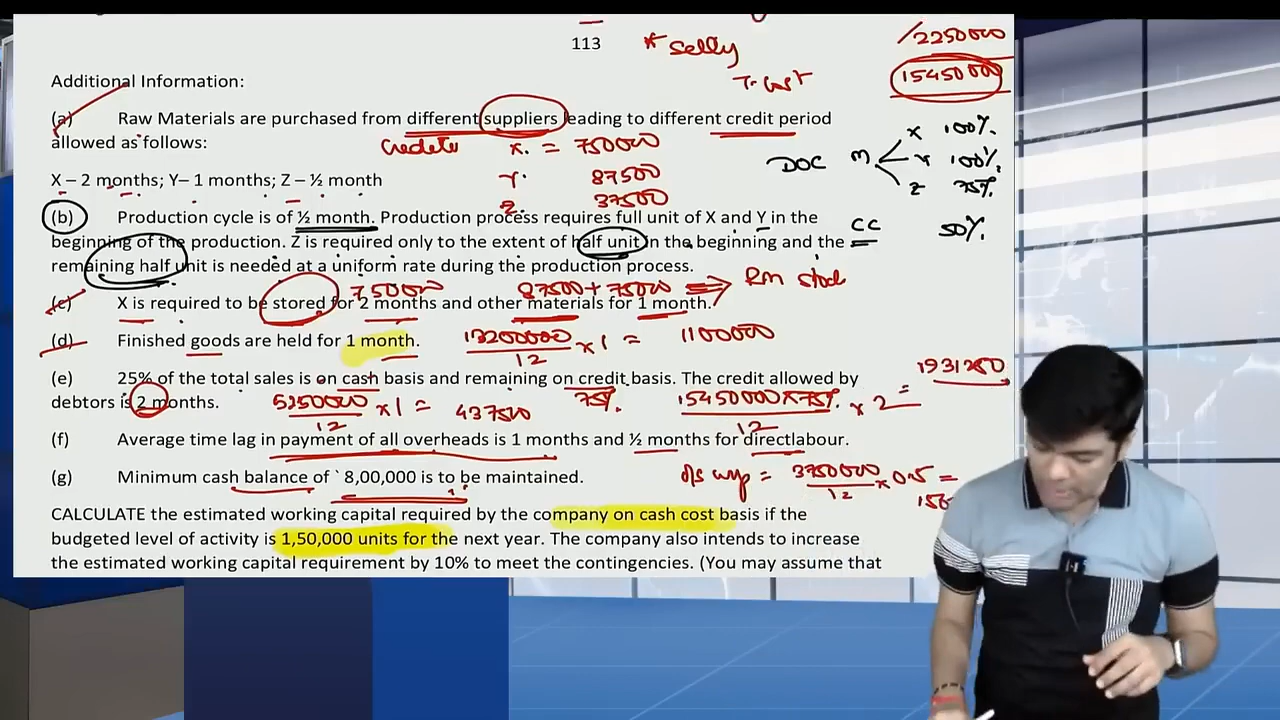 113
* Selly
/2250000
T. Cost
15450000
Additional Information:
(a) Raw Materials are purchased from different suppliers leading to different credit period
allowed as follows:
X. = 750000
Y. 87500
Z. 37500
X – 2 months; Y– 1 months; Z – ½ month
DOC M X 100%.
Y 100%.
Z 75%
CC 50%.
(b) Production cycle is of ½ month. Production process requires full unit of X and Y in the
beginning of the production. Z is required only to the extent of half unit in the beginning and the
remaining half unit is needed at a uniform rate during the production process.
750000 87500 + 75000 ⇒ RM stock
(c) X is required to be stored for 2 months and other materials for 1 month.
(d) Finished goods are held for 1 month. 13200000/12 x 1 = 1100000
(e) 25% of the total sales is on cash basis and remaining on credit basis. The credit allowed by
debtors is 2 months. 5250000/12 x 1 = 437500 75%. 15450000 x 75%./12 x 2 = 1931250
(f) Average time lag in payment of all overheads is 1 months and ½ months for directlabour.
(g) Minimum cash balance of ` 8,00,000 is to be maintained.
o/s wp = 3750000/12 x 0.5 =
CALCULATE the estimated working capital required by the company on cash cost basis if the
budgeted level of activity is 1,50,000 units for the next year. The company also intends to increase
the estimated working capital requirement by 10% to meet the contingencies. (You may assume that